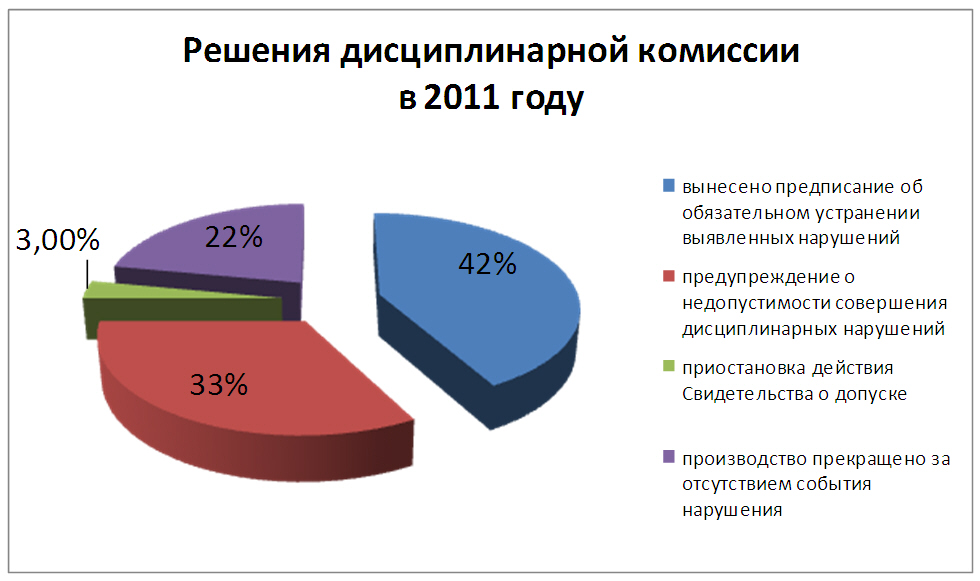 Решения дисциплинарной комиссии
в 2011 году
3,00%
22%
42%
33%
вынесено предписание об
обязательном устранении
выявленных нарушений
предупреждение о
недопустимости совершения
дисциплинарных нарушений
приостановка действия
Свидетельства о допуске
производство прекращено за
отсутствием события
нарушения